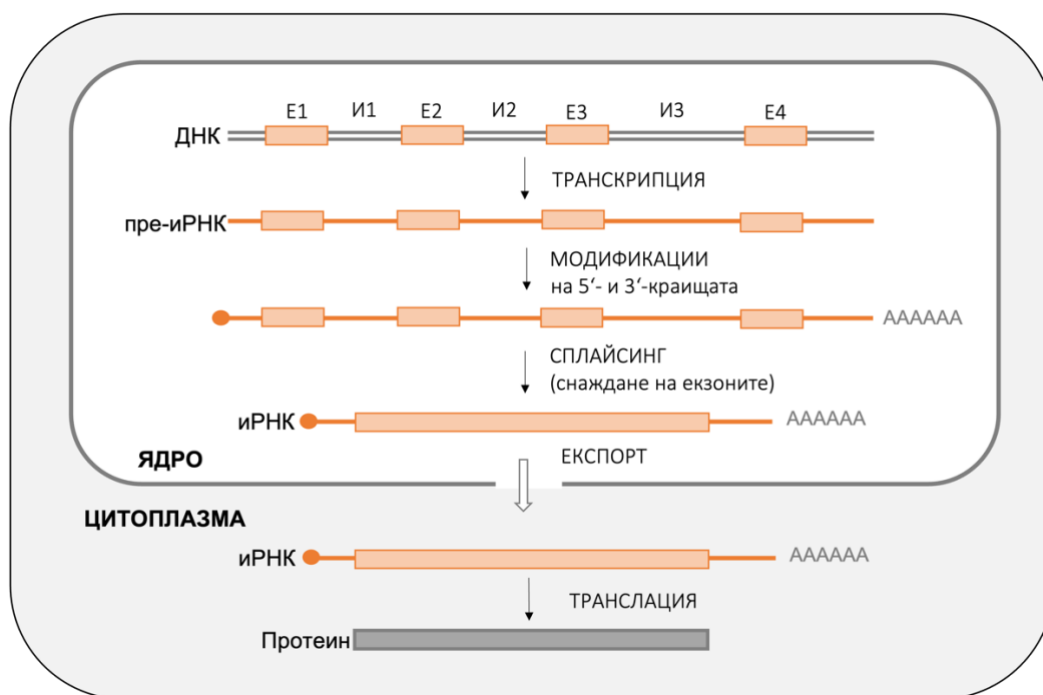 Е1 И1 Е2 И2 Е3 И3 Е4
ДНК
ТРАНСКРИПЦИЯ
пре-иРНК
МОДИФИКАЦИИ
на 5‘- и 3‘-краищата
АААААА
СПЛАЙСИНГ
(снаждане на екзоните)
иРНК АААААА
ЯДРО ЕКСПОРТ
ЦИТОПЛАЗМА
иРНК АААААА
ТРАНСЛАЦИЯ
Протеин